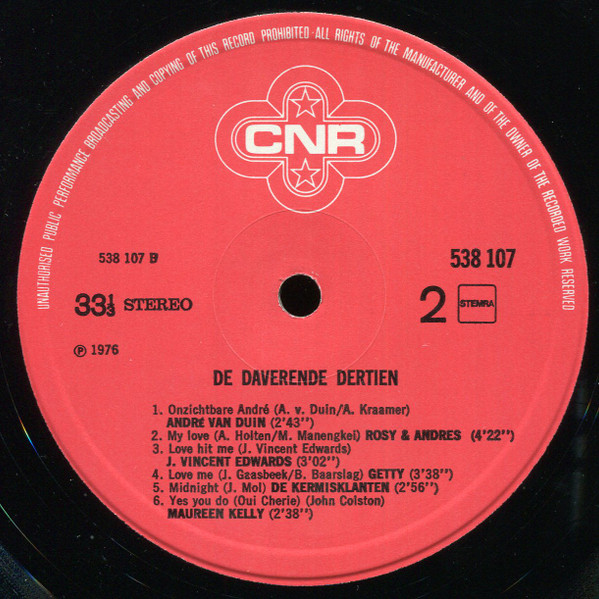 UNAUTHORISED PUBLIC PERFORMANCE BROADCASTING AND COPYING OF THIS RECORD PROHIBITED·ALL RIGHTS OF THE MANUFACTURER AND OF THE OWNER OF THE RECORDED WORK RESERVED
CNR
538 107 B
538 107
33⅓ STEREO
2 STEMRA
Ⓟ 1976
DE DAVERENDE DERTIEN
1. Onzichtbare André (A. v. Duin/A. Kraamer)
ANDRé VAN DUIN (2'43'')
2. My love (A. Holten/M. Manengkei) ROSY & ANDRES (4'22'')
3. Love hit me (J. Vincent Edwards)
J. VINCENT EDWARDS (3'02'')
4. Love me (J. Gaasbeek/B. Baarslag) GETTY (3'38'')
5. Midnight (J. Mol) DE KERMISKLANTEN (2'56'')
6. Yes you do (Oui Cherie) (John Colston)
MAUREEN KELLY (2'38'')